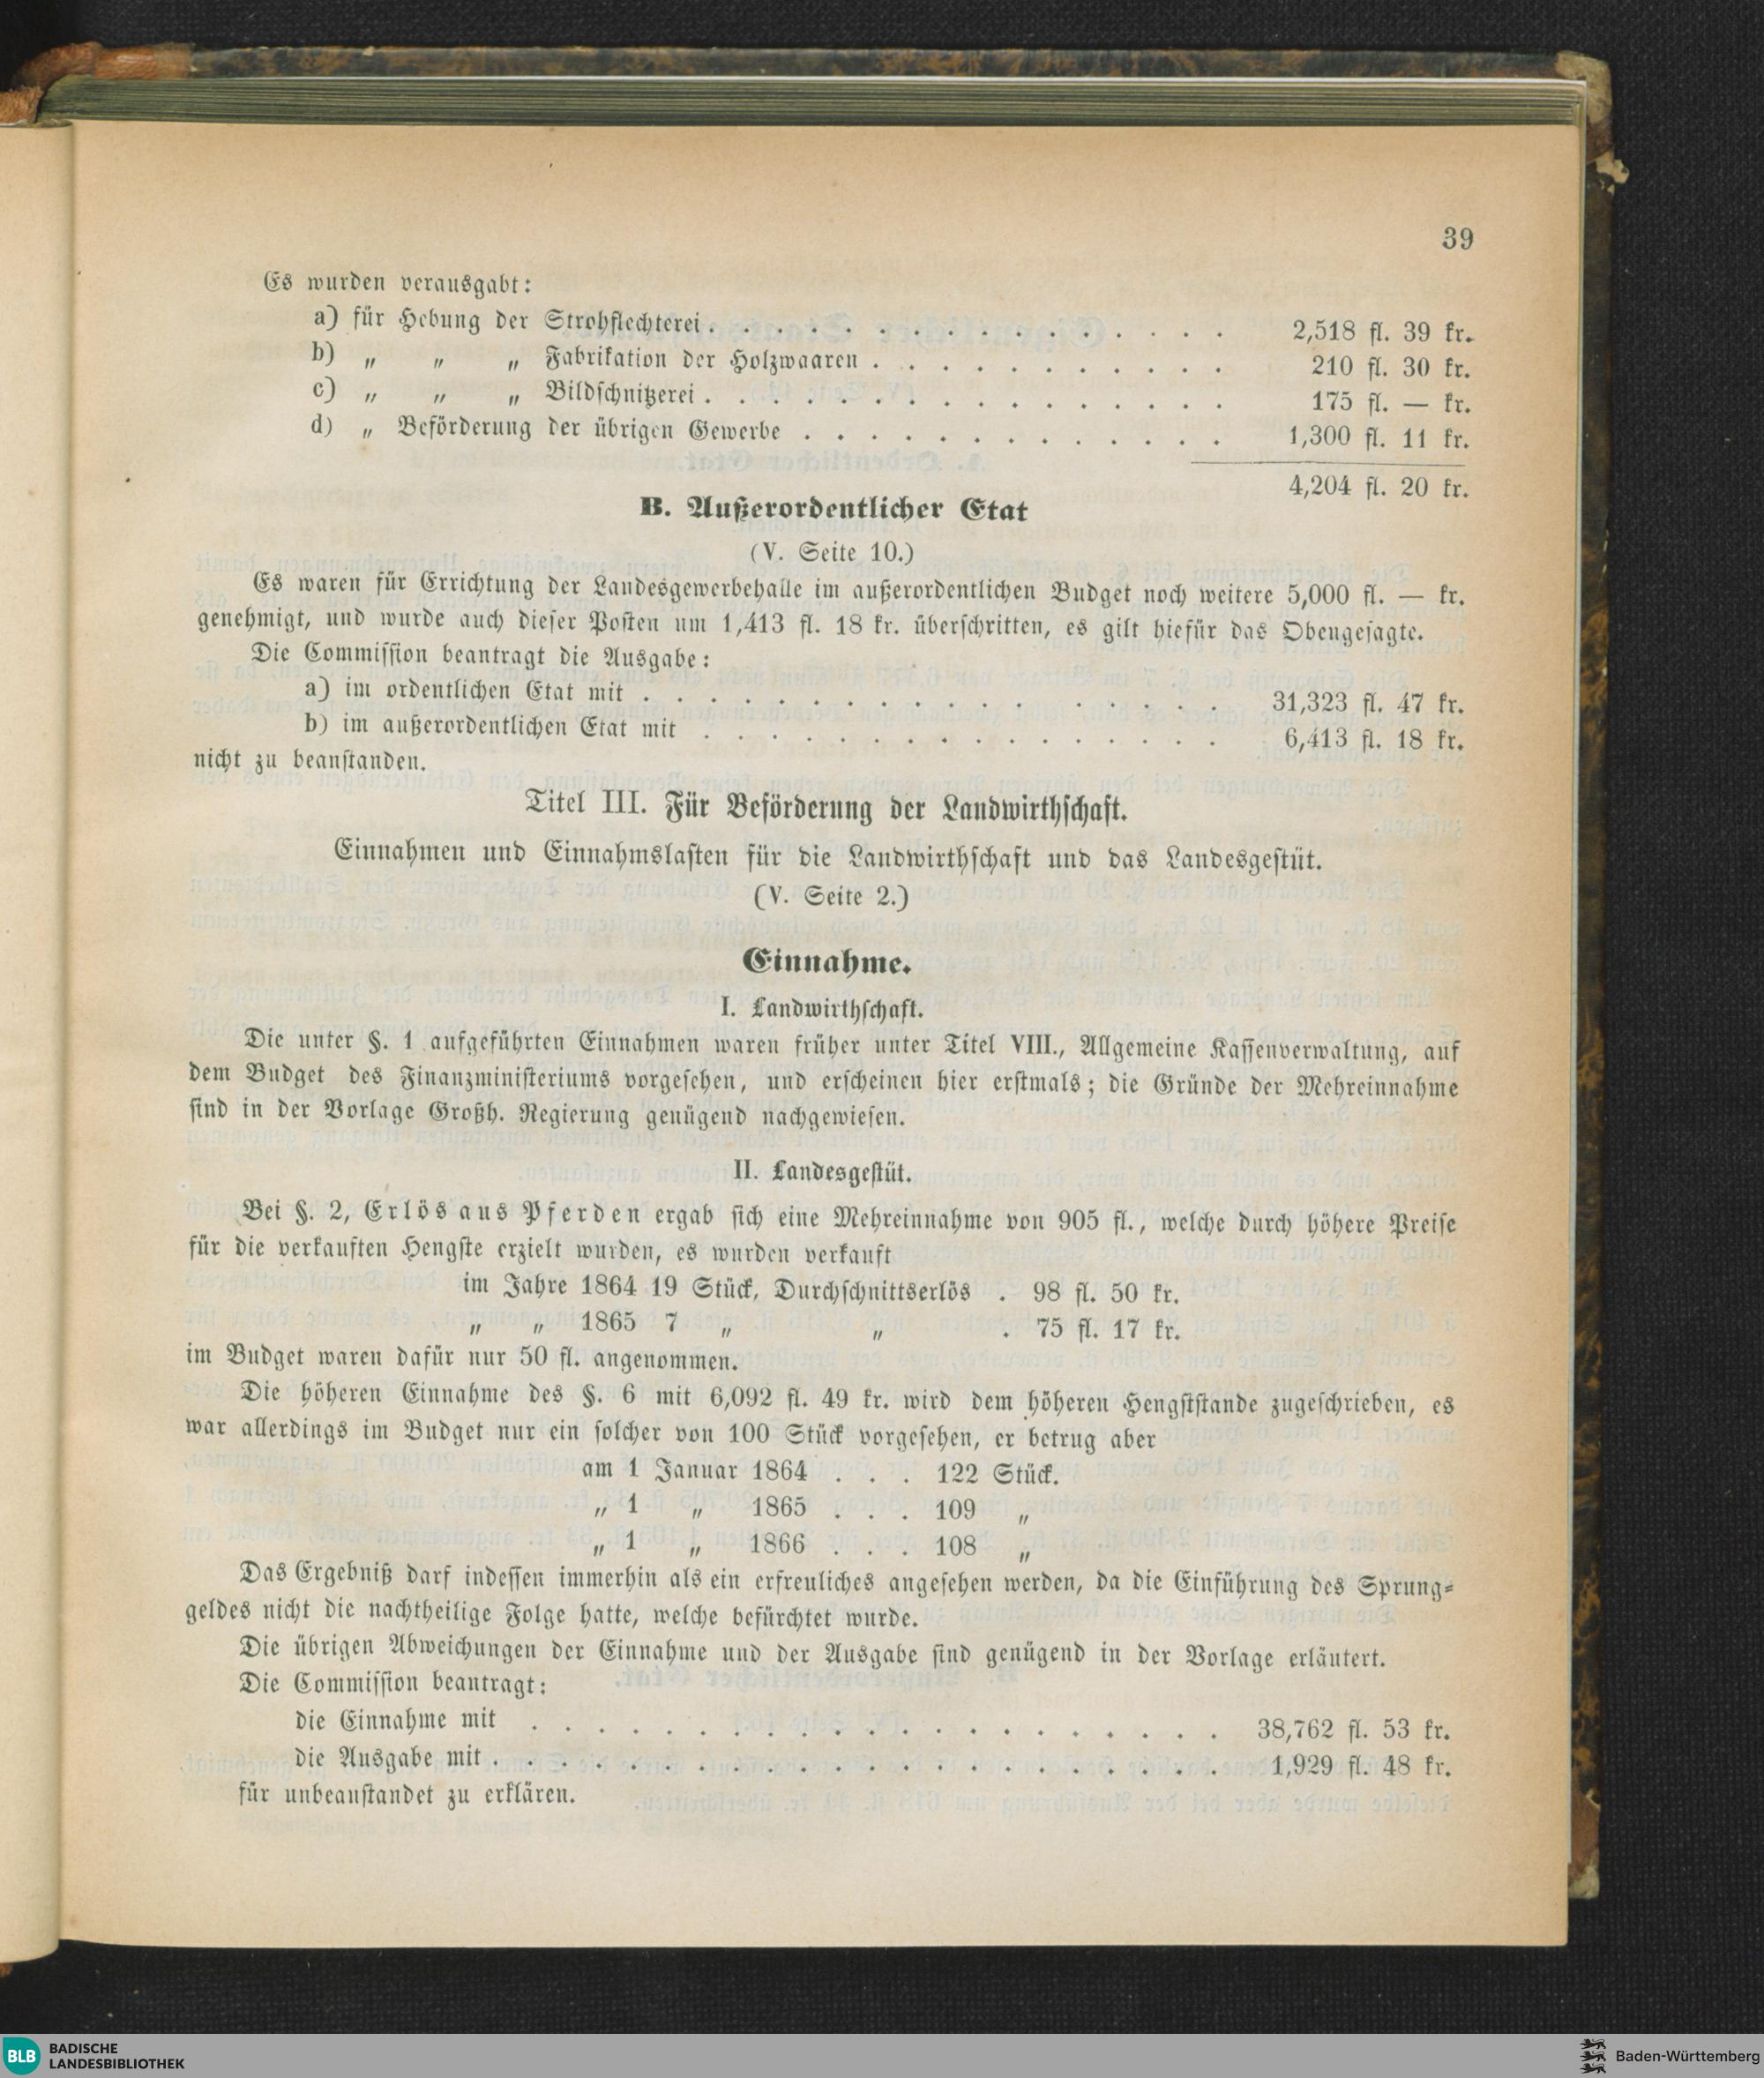 39
Es wurden verausgabt:
a) für Hebung der Strohflechterei . . . . . . . . . . . . . . . . 2,518 fl. 39 kr.
b) „ „ „ Fabrikation der Holzwaaren . . . . . . . . . . . 210 fl. 30 kr.
c) „ „ „ Bildschnitzerei . . . . . . . . . . . . . . . . 175 fl. — kr.
d) „ Beförderung der übrigen Gewerbe . . . . . . . . . . . . . 1,300 fl. 11 kr.
4,204 fl. 20 kr.
B. Außerordentlicher Etat
(V. Seite 10.)
Es waren für Errichtung der Landesgewerbehalle im außerordentlichen Budget noch weitere 5,000 fl. — kr.
genehmigt, und wurde auch dieser Posten um 1,413 fl. 18 kr. überschritten, es gilt hiefür das Obengesagte.
Die Commission beantragt die Ausgabe:
a) im ordentlichen Etat mit . . . . . . . . . . . . . . . . . . 31,323 fl. 47 kr.
b) im außerordentlichen Etat mit . . . . . . . . . . . . . . . . 6,413 fl. 18 kr.
nicht zu beanstanden.
Titel III. Für Beförderung der Landwirthschaft.
Einnahmen und Einnahmslasten für die Landwirthschaft und das Landesgestüt.
(V. Seite 2.)
Einnahme.
I. Landwirthschaft.
Die unter §. 1 aufgeführten Einnahmen waren früher unter Titel VIII., Allgemeine Kassenverwaltung, auf
dem Budget des Finanzministeriums vorgesehen, und erscheinen hier erstmals; die Gründe der Mehreinnahme
sind in der Vorlage Großh. Regierung genügend nachgewiesen.
II. Landesgestüt.
Bei §. 2, Erlös aus Pferden ergab sich eine Mehreinnahme von 905 fl., welche durch höhere Preise
für die verkauften Hengste erzielt wurden, es wurden verkauft
im Jahre 1864 19 Stück, Durchschnittserlös . 98 fl. 50 kr.
„ „ 1865 7 „ „ . 75 fl. 17 kr.
im Budget waren dafür nur 50 fl. angenommen.
Die höheren Einnahme des §. 6 mit 6,092 fl. 49 kr. wird dem höheren Hengststande zugeschrieben, es
war allerdings im Budget nur ein solcher von 100 Stück vorgesehen, er betrug aber
am 1 Januar 1864 . . . 122 Stück.
„ 1 „ 1865 . . . 109 „
„ 1 „ 1866 . . . 108 „
Das Ergebniß darf indessen immerhin als ein erfreuliches angesehen werden, da die Einführung des Sprung-
geldes nicht die nachtheilige Folge hatte, welche befürchtet wurde.
Die übrigen Abweichungen der Einnahme und der Ausgabe sind genügend in der Vorlage erläutert.
Die Commission beantragt:
die Einnahme mit . . . . . . . . . . . . . . . . . . . . . 38,762 fl. 53 kr.
die Ausgabe mit . . . . . . . . . . . . . . . . . . . . . . 1,929 fl. 48 kr.
für unbeanstandet zu erklären.
BLB BADISCHE
LANDESBIBLIOTHEK
Baden-Württemberg